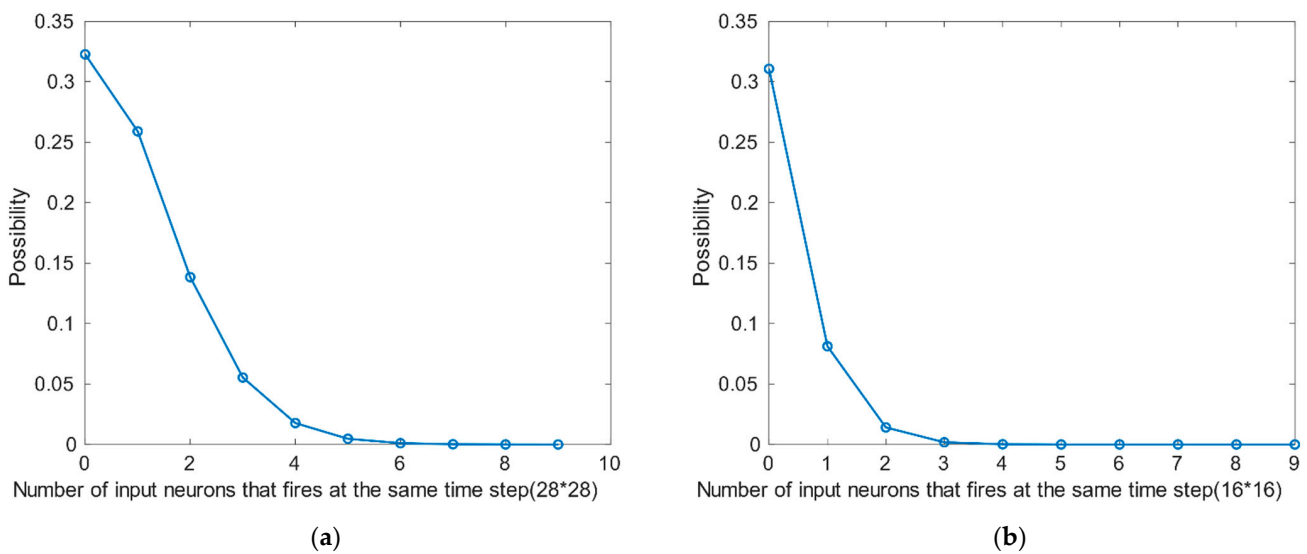 0.35
0.3
0.25
0.2
0.15
0.1
0.05
0
Possibility
0 2 4 6 8 10
Number of input neurons that fires at the same time step(28*28)
(a)
0.35
0.3
0.25
0.2
0.15
0.1
0.05
0
Possibility
0 1 2 3 4 5 6 7 8 9
Number of input neurons that fires at the same time step(16*16)
(b)